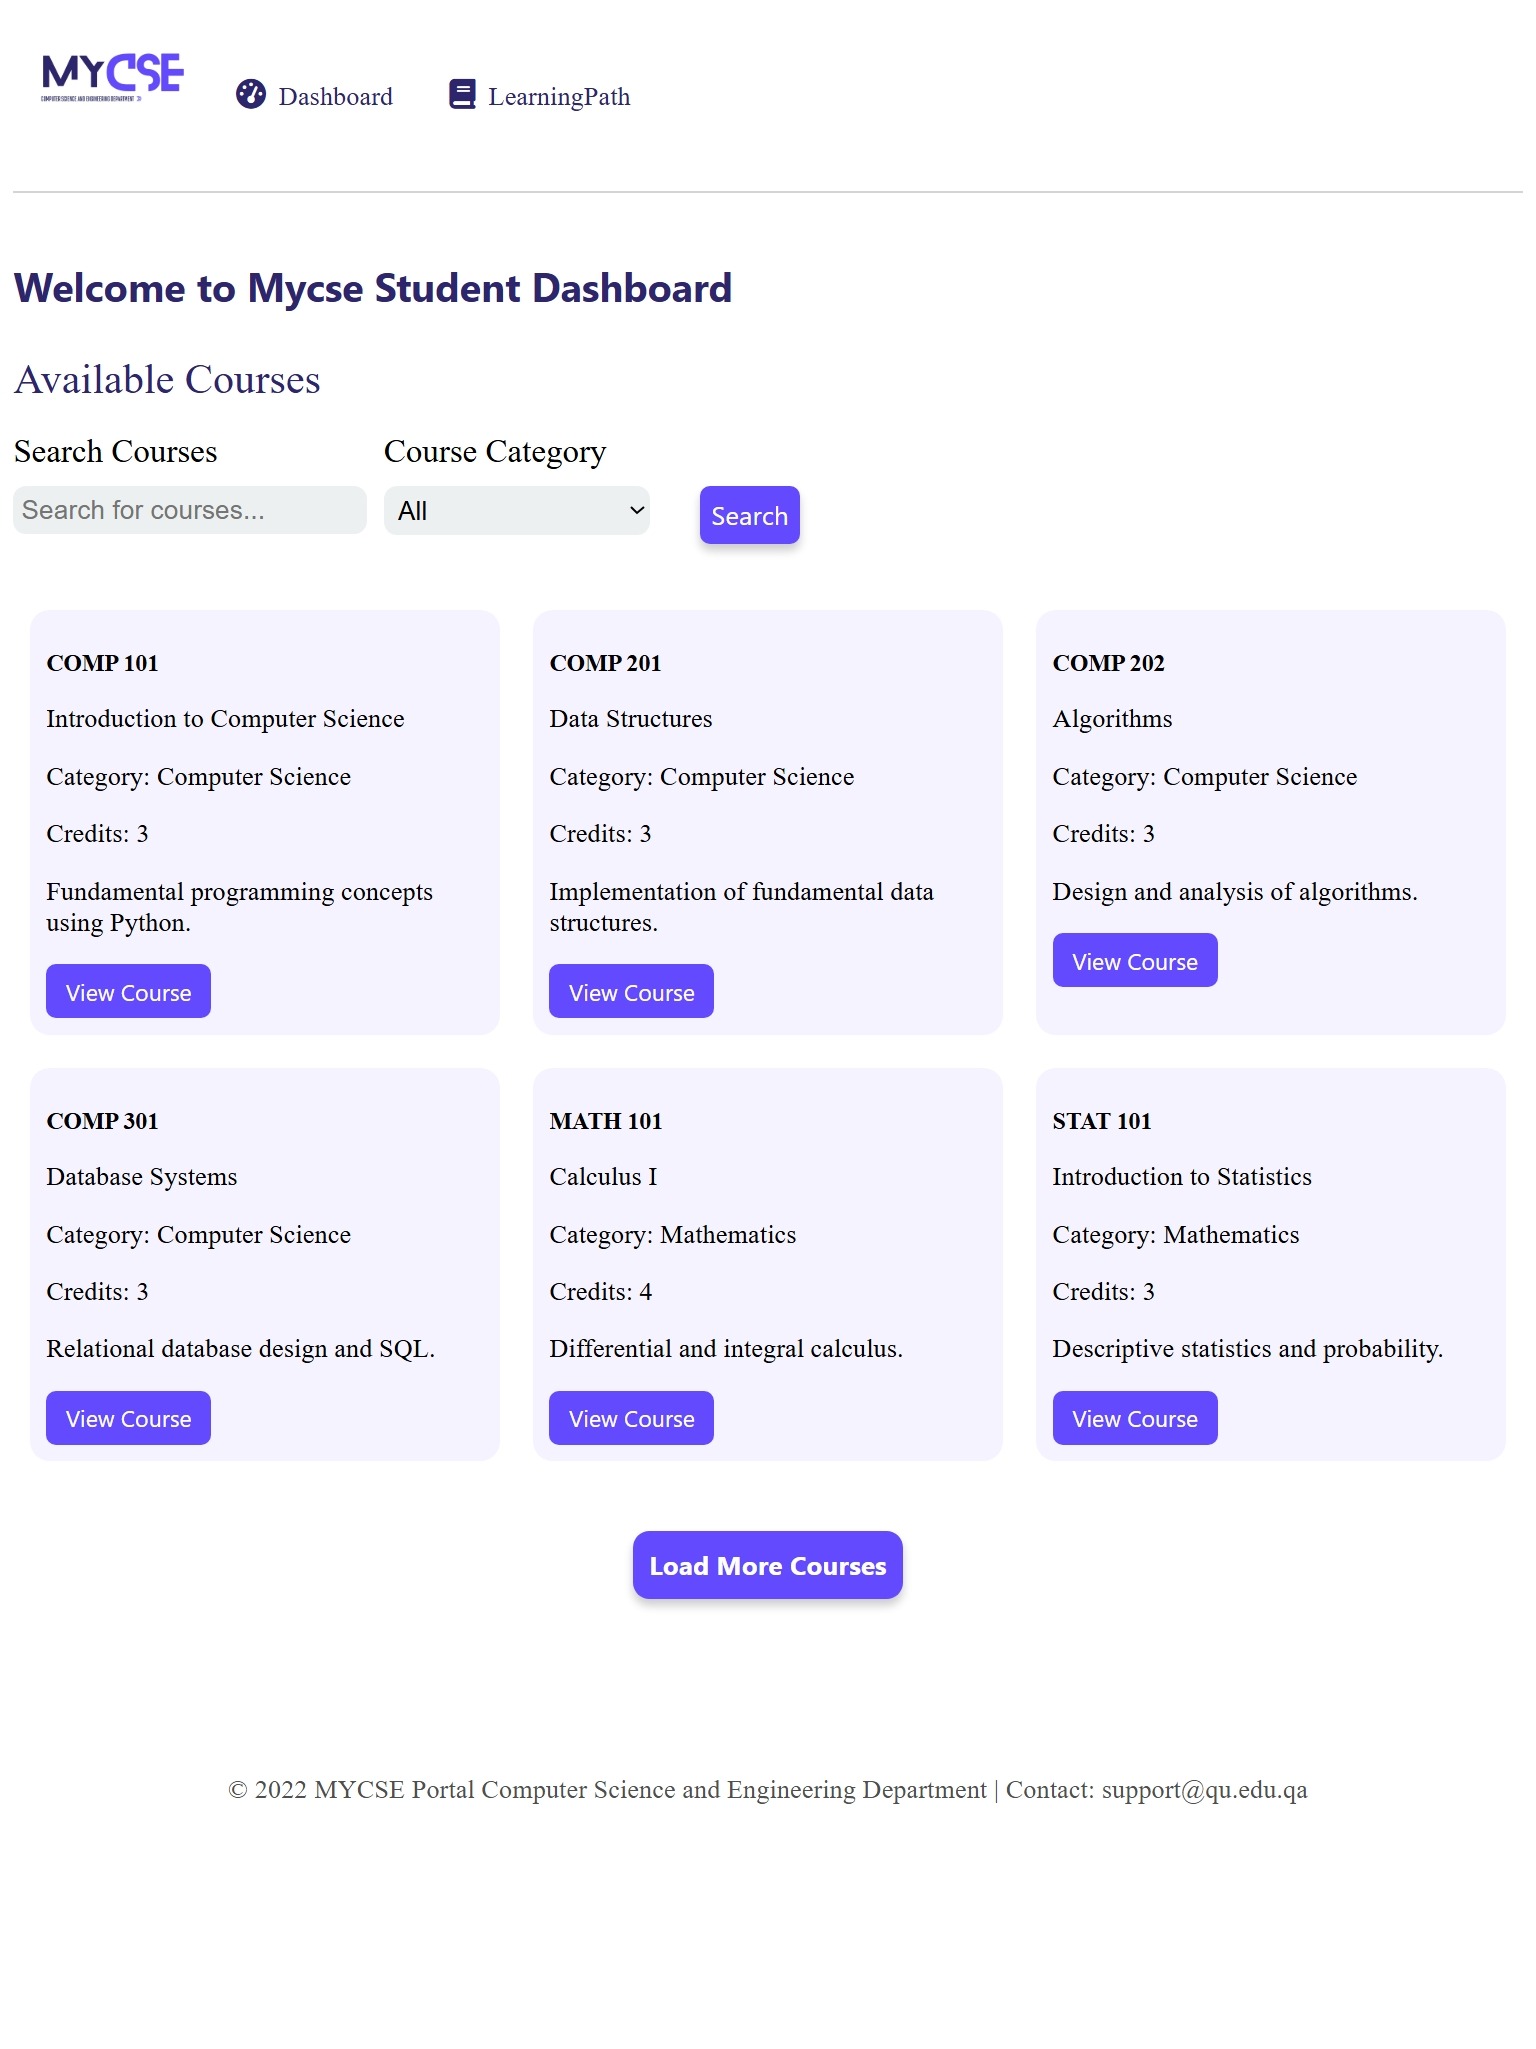 MYCSE
COMPUTER SCIENCE AND ENGINEERING DEPARTMENT
Dashboard
LearningPath
Welcome to Mycse Student Dashboard
Available Courses
Search Courses
Course Category
Search for courses...
All
Search
COMP 101
Introduction to Computer Science
Category: Computer Science
Credits: 3
Fundamental programming concepts
using Python.
View Course
COMP 201
Data Structures
Category: Computer Science
Credits: 3
Implementation of fundamental data
structures.
View Course
COMP 202
Algorithms
Category: Computer Science
Credits: 3
Design and analysis of algorithms.
View Course
COMP 301
Database Systems
Category: Computer Science
Credits: 3
Relational database design and SQL.
View Course
MATH 101
Calculus I
Category: Mathematics
Credits: 4
Differential and integral calculus.
View Course
STAT 101
Introduction to Statistics
Category: Mathematics
Credits: 3
Descriptive statistics and probability.
View Course
Load More Courses
© 2022 MYCSE Portal Computer Science and Engineering Department | Contact: support@qu.edu.qa